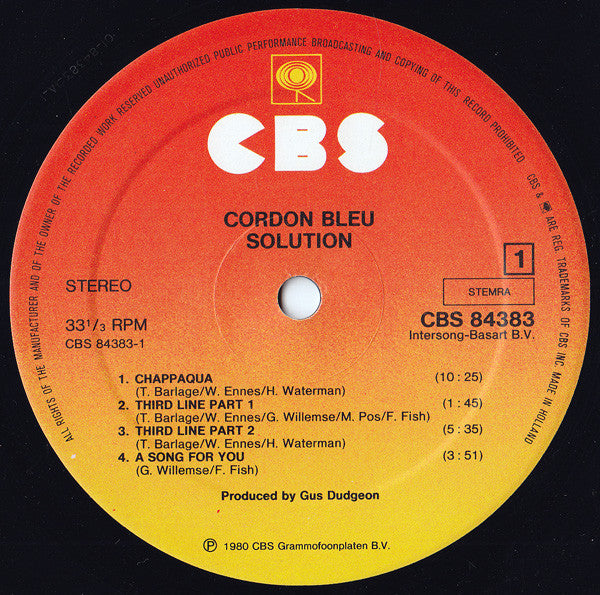 ALL RIGHTS OF THE MANUFACTURER AND OF THE OWNER OF THE RECORDED WORK RESERVED UNAUTHORIZED PUBLIC PERFORMANCE BROADCASTING AND COPYING OF THIS RECORD PROHIBITED
CBS & ARE REG. TRADEMARKS OF CBS INC. MADE IN HOLLAND
CBS
CORDON BLEU
SOLUTION
1
STEREO
STEMRA
33 1/3 RPM
CBS 84383
CBS 84383-1
Intersong-Basart B.V.
1. CHAPPAQUA (10:25)
(T. Barlage/W. Ennes/H. Waterman)
2. THIRD LINE PART 1 (1:45)
(T. Barlage/W. Ennes/G. Willemse/M. Pos/F. Fish)
3. THIRD LINE PART 2 (5:35)
(T. Barlage/W. Ennes/H. Waterman)
4. A SONG FOR YOU (3:51)
(G. Willemse/F. Fish)
Produced by Gus Dudgeon
Ⓟ 1980 CBS Grammofoonplaten B.V.